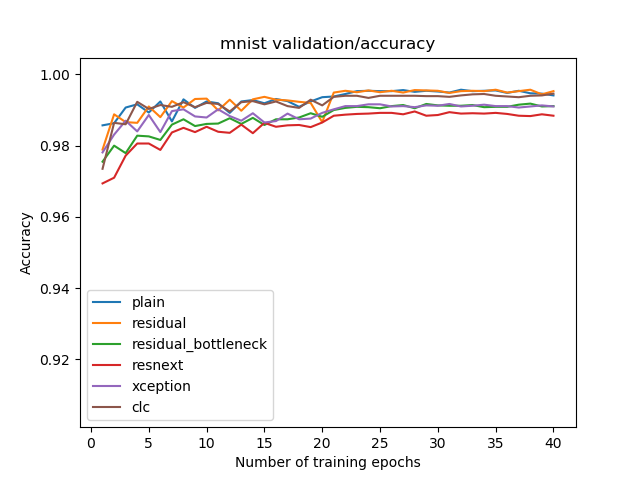 mnist validation/accuracy
Accuracy
1.00
0.98
0.96
0.94
0.92
plain
residual
residual_bottleneck
resnext
xception
clc
0 5 10 15 20 25 30 35 40
Number of training epochs